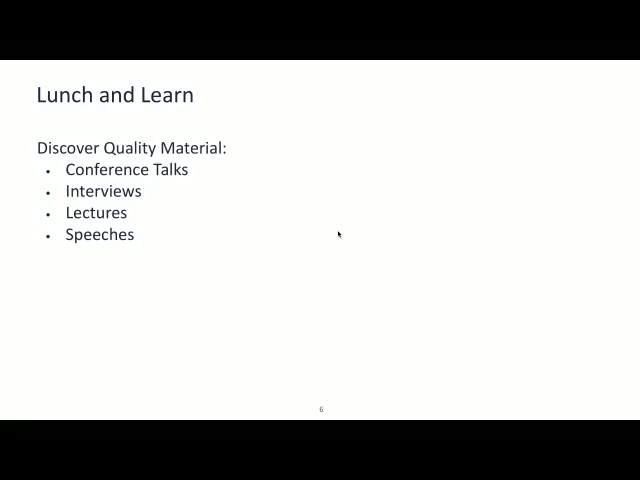 Lunch and Learn
Discover Quality Material:
• Conference Talks
• Interviews
• Lectures
• Speeches
6